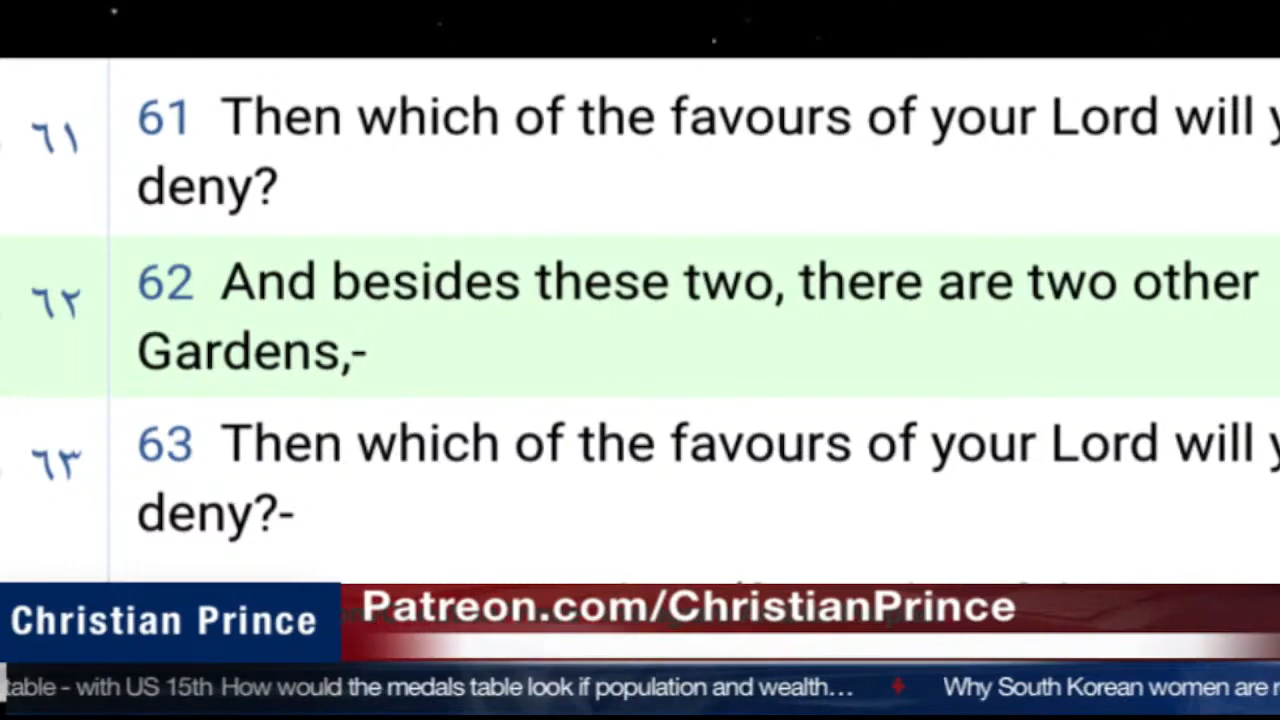 ٦١ 61 Then which of the favours of your Lord will
deny?
٦٢ 62 And besides these two, there are two other
Gardens,-
٦٣ 63 Then which of the favours of your Lord will
deny?-
Christian Prince
Patreon.com/ChristianPrince
table - with US 15th How would the medals table look if population and wealth... Why South Korean women are